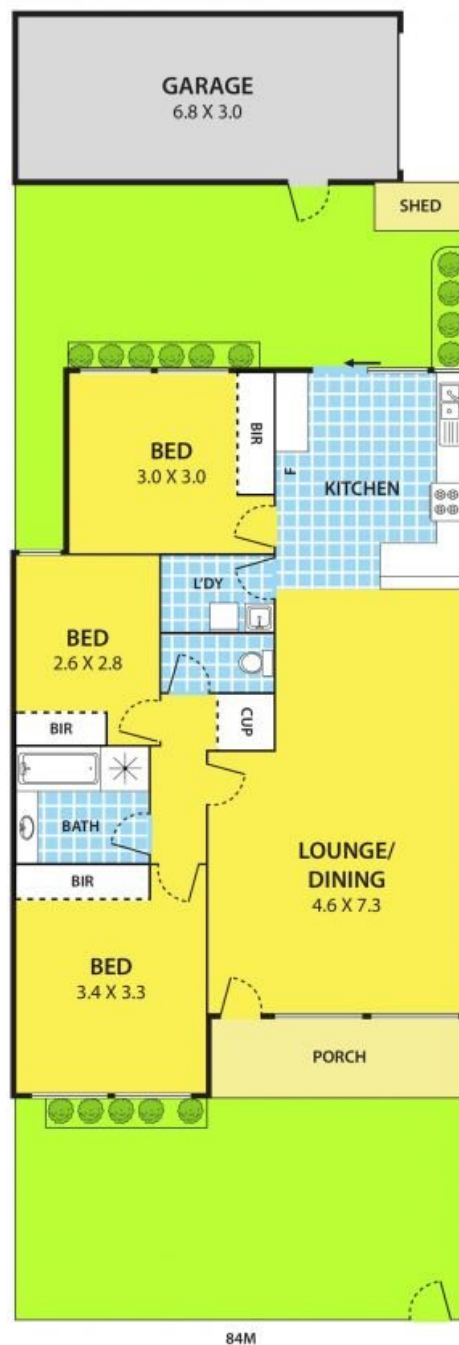 GARAGE
6.8 X 3.0
SHED
BED
3.0 X 3.0
BIR
F
KITCHEN
L'DY
BED
2.6 X 2.8
BIR
CUP
BATH
BIR
LOUNGE/
DINING
4.6 X 7.3
BED
3.4 X 3.3
PORCH
84M